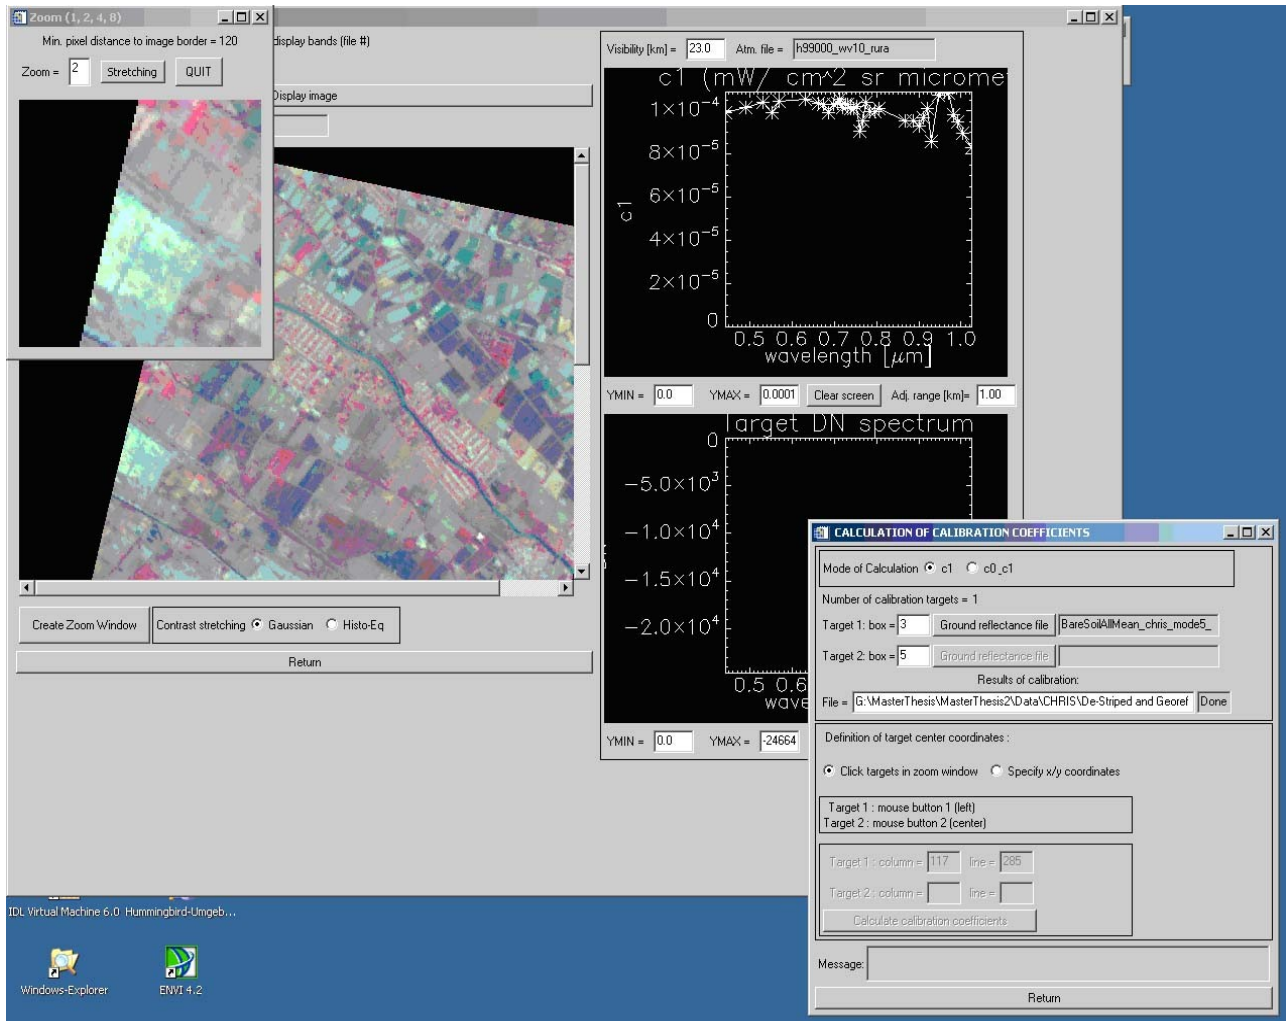 Zoom (1, 2, 4, 8)
Min. pixel distance to image border = 120
Zoom = 2 Stretching QUIT
display bands (file #)
Display image
Visibility [km] = 23.0 Atm. file = h99000_wv10_rura
c1 (mW/ cm^2 sr micromet
1×10⁻⁴
8×10⁻⁵
6×10⁻⁵
4×10⁻⁵
2×10⁻⁵
0
c1
0.5 0.6 0.7 0.8 0.9 1.0
wavelength [μm]
YMIN = 0.0 YMAX = 0.0001 Clear screen Adj. range [km]= 1.00
Target DN spectrum
0
−5.0×10³
−1.0×10⁴
−1.5×10⁴
−2.0×10⁴
0.5 0.6
wave
YMIN = 0.0 YMAX = -24664
Create Zoom Window Contrast stretching Gaussian Histo-Eq
Return
CALCULATION OF CALIBRATION COEFFICIENTS
Mode of Calculation c1 c0_c1
Number of calibration targets = 1
Target 1: box = 3 Ground reflectance file BareSoilAllMean_chris_mode5_
Target 2: box = 5 Ground reflectance file
Results of calibration:
File = G:\MasterThesis\MasterThesis2\Data\CHRIS\De-Striped and Georef Done
Definition of target center coordinates :
Click targets in zoom window Specify x/y coordinates
Target 1 : mouse button 1 (left)
Target 2 : mouse button 2 (center)
Target 1 : column = 117 line = 285
Target 2 : column = line =
Calculate calibration coefficients
Message:
Return
IDL Virtual Machine 6.0 Hummingbird-Umgeb...
Windows-Explorer ENVI 4.2